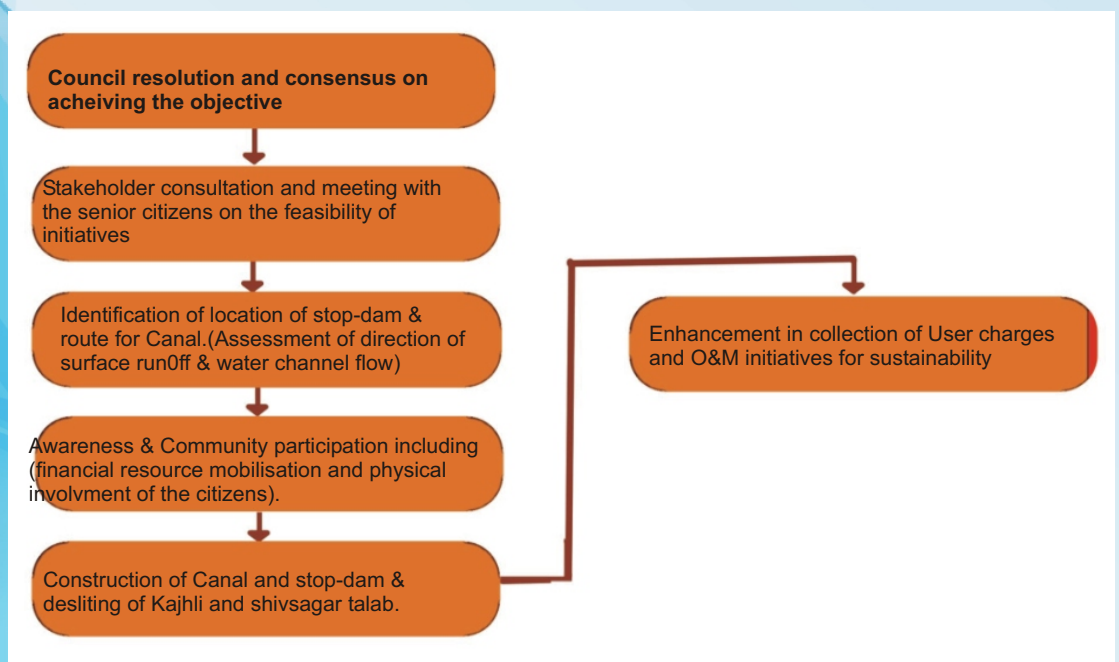 Council resolution and consensus on
acheiving the objective
Stakeholder consultation and meeting with
the senior citizens on the feasibility of
initiatives
Identification of location of stop-dam &
route for Canal.(Assessment of direction of
surface run0ff & water channel flow)
Awareness & Community participation including
(financial resource mobilisation and physical
involvment of the citizens).
Construction of Canal and stop-dam &
desliting of Kajhli and shivsagar talab.
Enhancement in collection of User charges
and O&M initiatives for sustainability